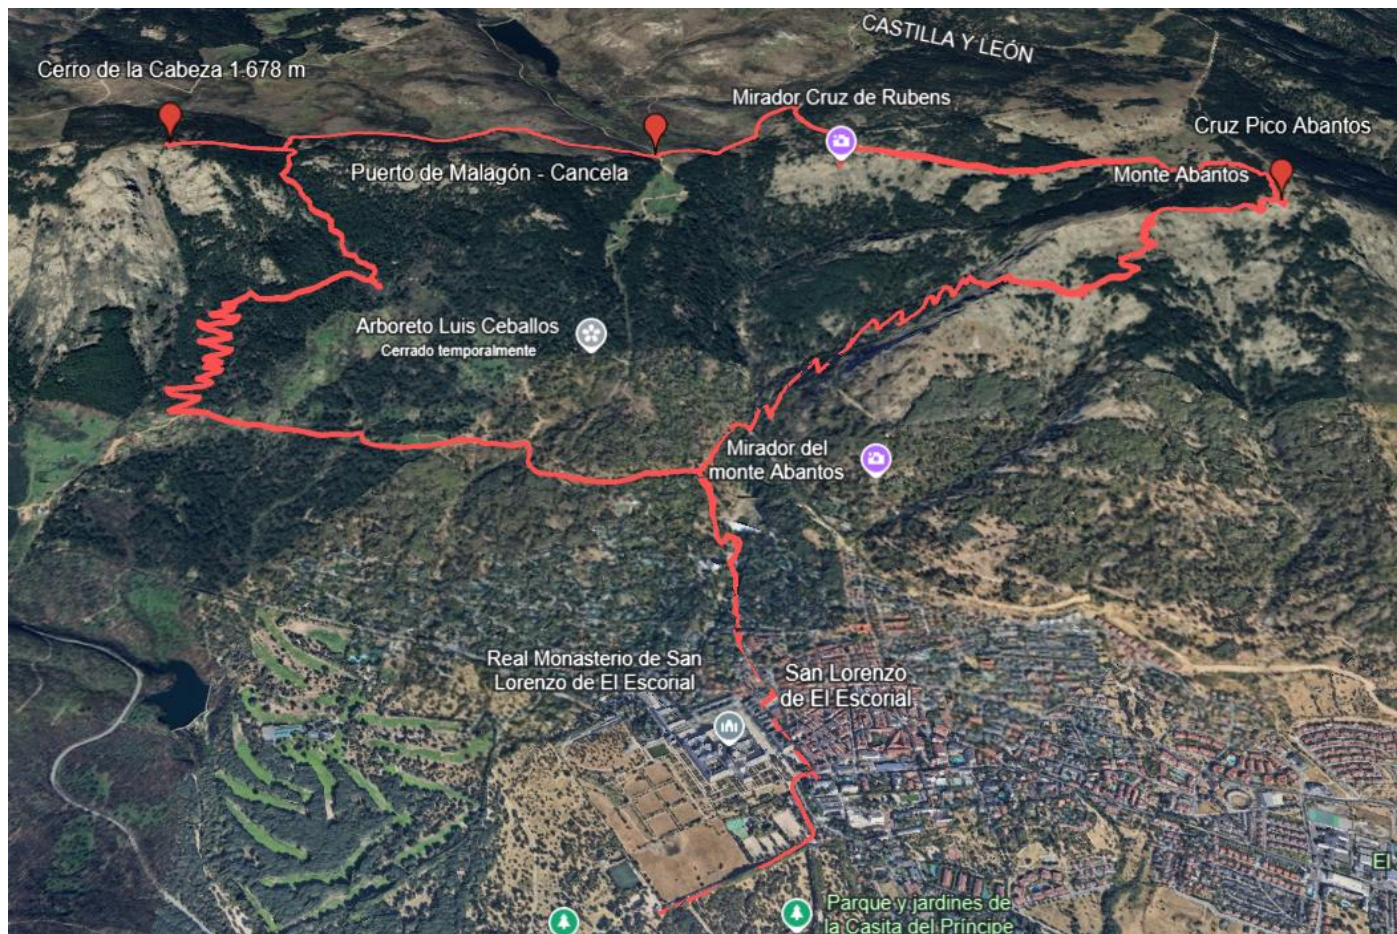 CASTILLA Y LEÓN
Cerro de la Cabeza 1.678 m
Mirador Cruz de Rubens
Cruz Pico Abantos
Puerto de Malagón - Cancela
Monte Abantos
Arboreto Luis Ceballos
Cerrado temporalmente
Mirador del
monte Abantos
Real Monasterio de San
Lorenzo de El Escorial
San Lorenzo
de El Escorial
El
Parque y jardines de
la Casita del Príncipe